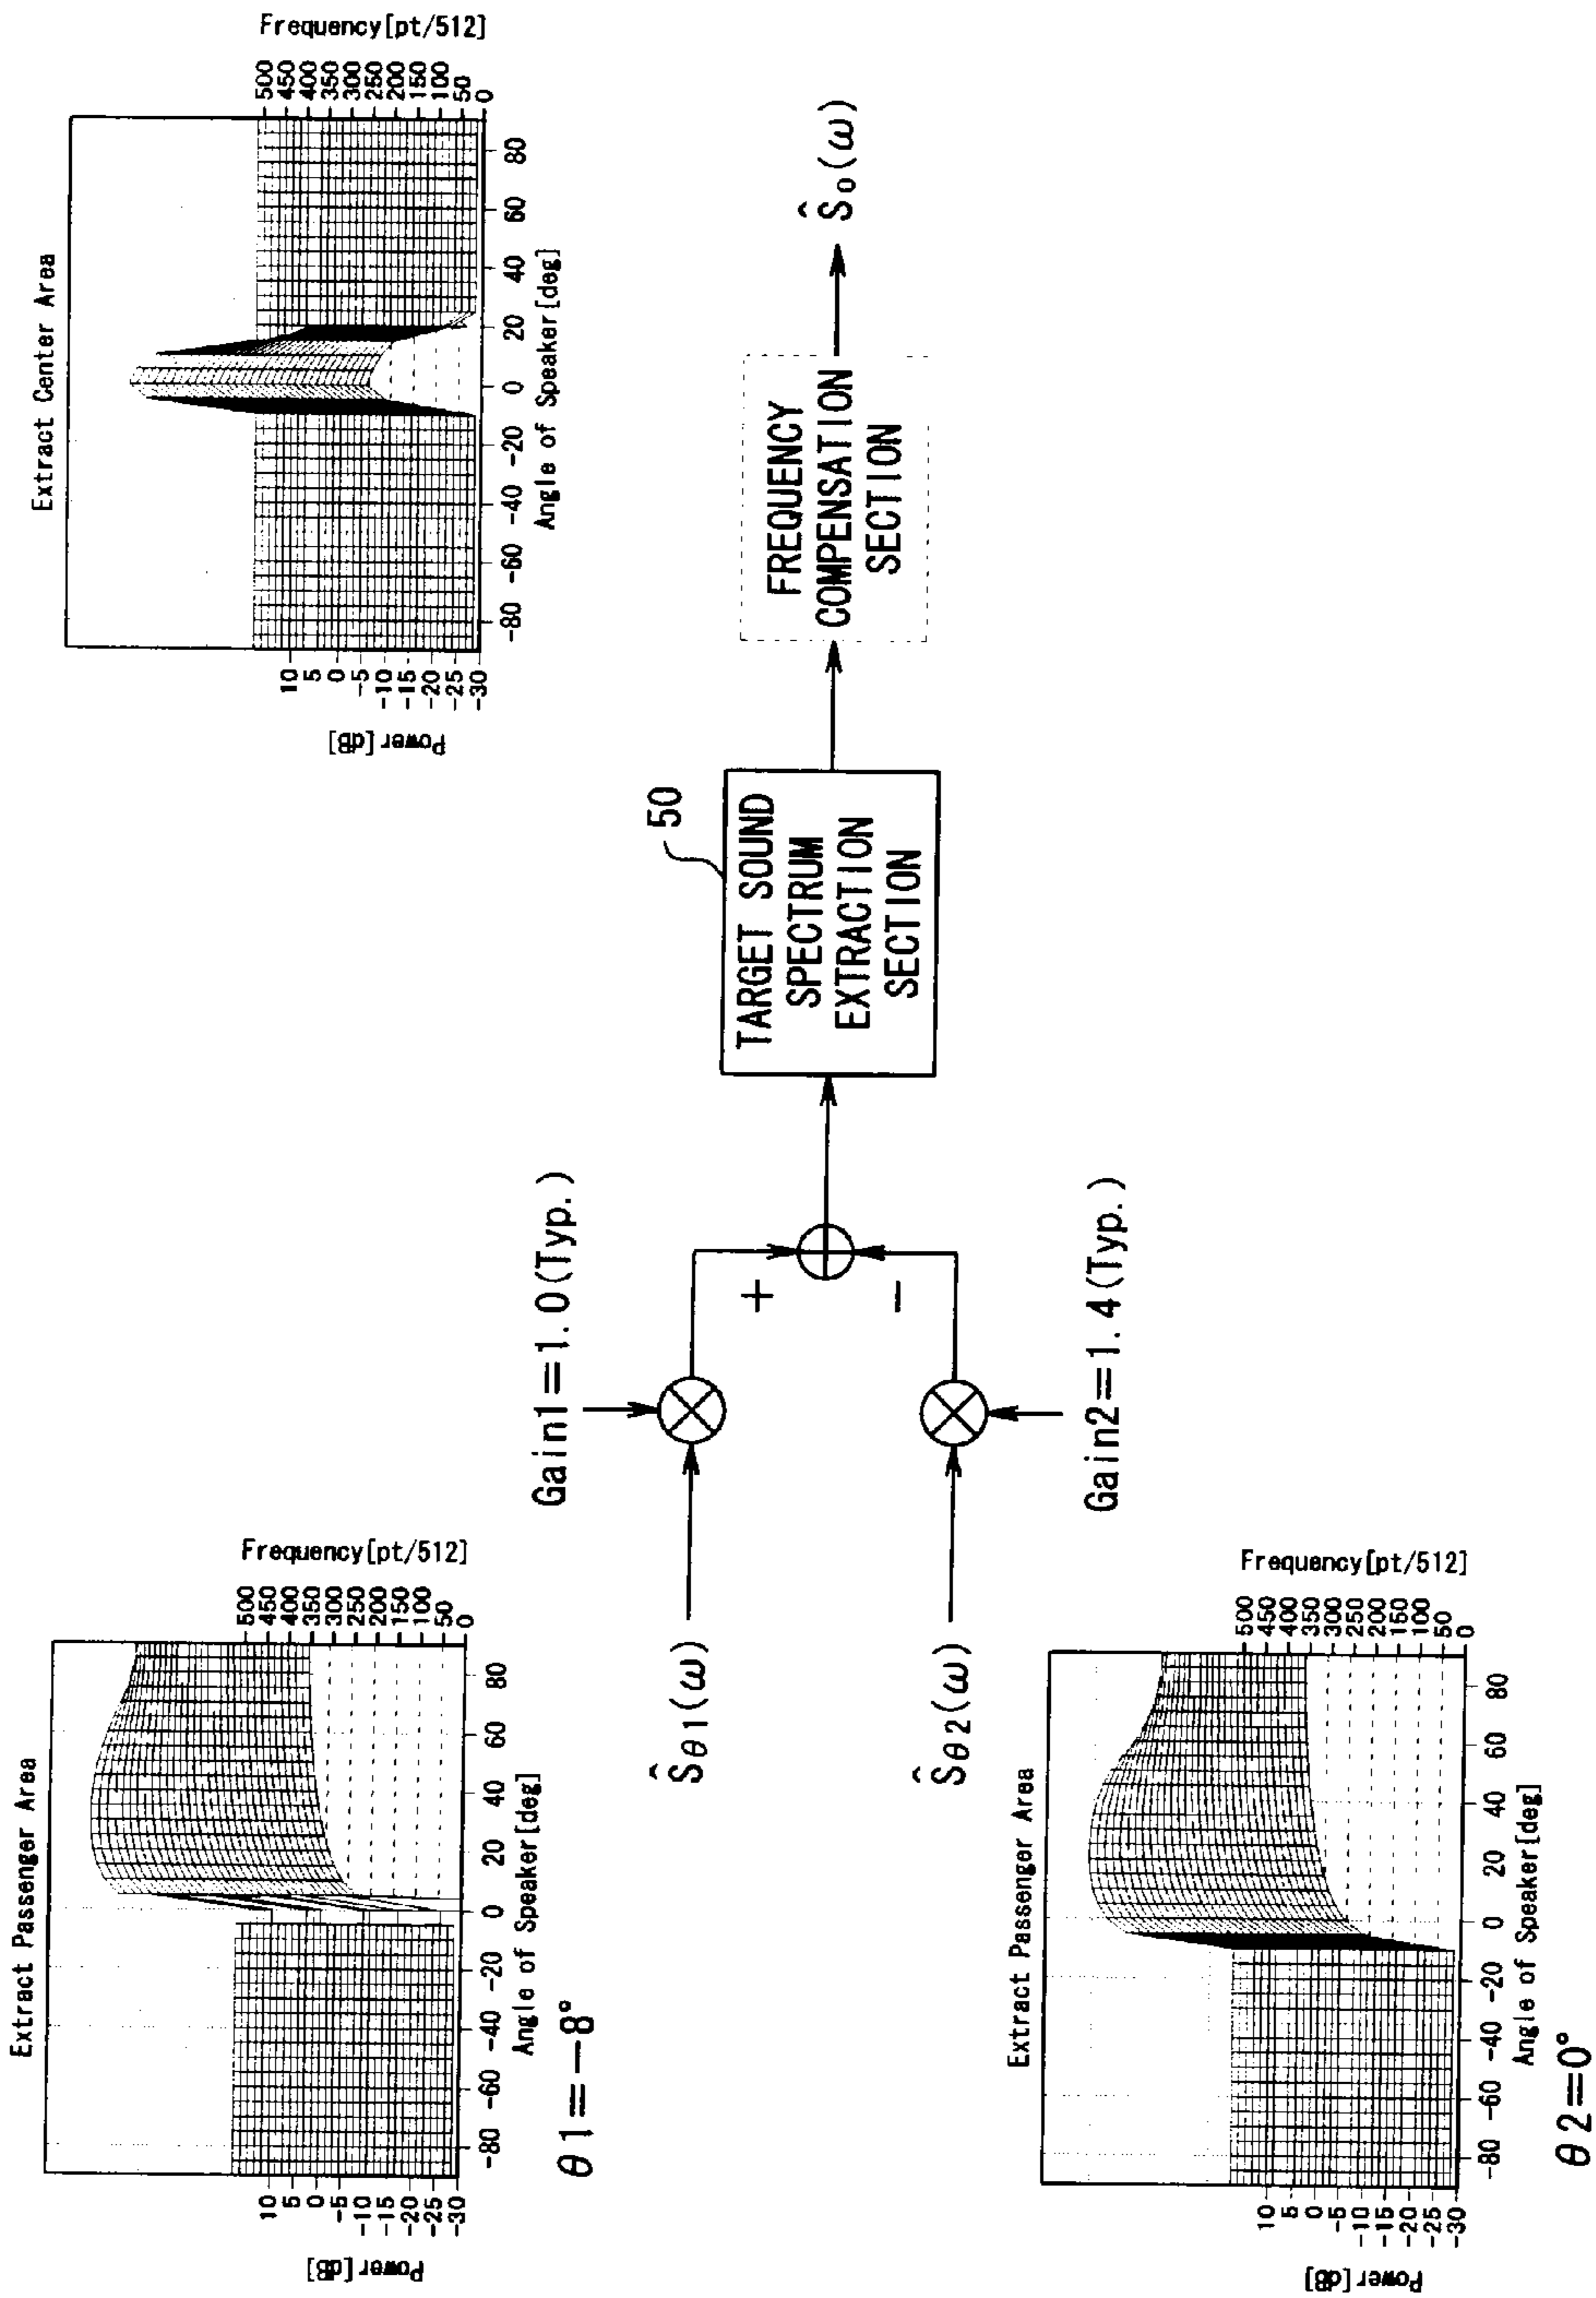 Extract Passenger Area
Power[dB]
10
5
0
-5
-10
-15
-20
-25
-30
-80 -60 -40 -20 0 20 40 60 80
Angle of Speaker[deg]
500
450
400
350
300
250
200
150
100
50
0
Frequency[pt/512]
θ1=-8°
Extract Passenger Area
Power[dB]
10
5
0
-5
-10
-15
-20
-25
-30
-80 -60 -40 -20 0 20 40 60 80
Angle of Speaker[deg]
500
450
400
350
300
250
200
150
100
50
0
Frequency[pt/512]
θ2=0°
Ŝθ1(ω)
Gain1=1.0(Typ.)
+
Ŝθ2(ω)
Gain2=1.4(Typ.)
-
50
TARGET SOUND
SPECTRUM
EXTRACTION
SECTION
FREQUENCY
COMPENSATION
SECTION
Ŝ0(ω)
Extract Center Area
Power[dB]
10
5
0
-5
-10
-15
-20
-25
-30
-80 -60 -40 -20 0 20 40 60 80
Angle of Speaker[deg]
500
450
400
350
300
250
200
150
100
50
0
Frequency[pt/512]